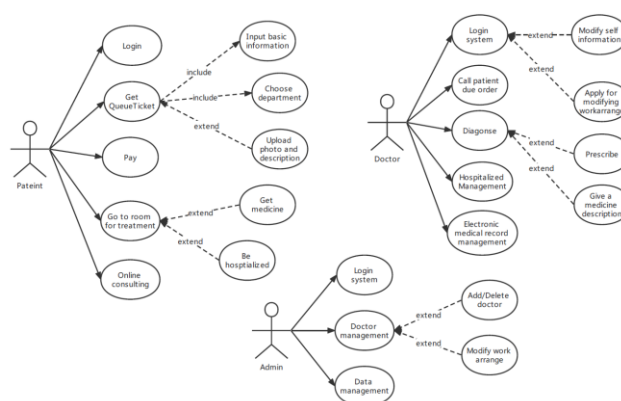 Login
Get
QueueTicket
Pay
Go to room
for treatment
Online
consulting
Pateint
Input basic
information
include
Choose
department
include
Upload
photo and
description
extend
Get
medicine
extend
Be
hosptialized
extend
Doctor
Login
system
Call patient
due order
Diagonse
Hospitalized
Management
Electronic
medical record
management
Modify self
information
extend
Apply for
modifying
workarrange
extend
Prescribe
extend
Give a
medicine
description
extend
Admin
Login
system
Doctor
management
Data
management
Add/Delete
doctor
extend
Modify work
arrange
extend